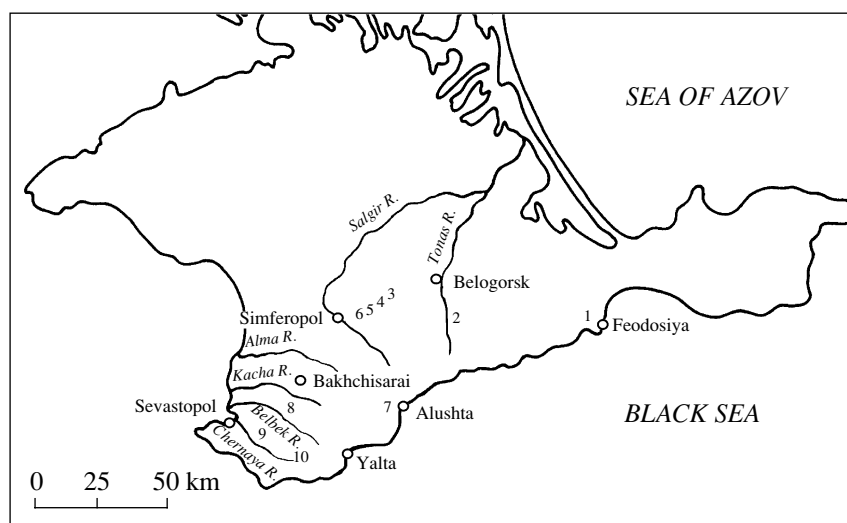 SEA OF AZOV
Salgir R.
Tonas R.
Belogorsk
6 5 4 3
Simferopol
2
1
Feodosiya
Alma R.
Kacha R.
Bakhchisarai
Sevastopol
8
7
Alushta
BLACK SEA
Belbek R.
9
10
Chernaya R.
Yalta
0 25 50 km